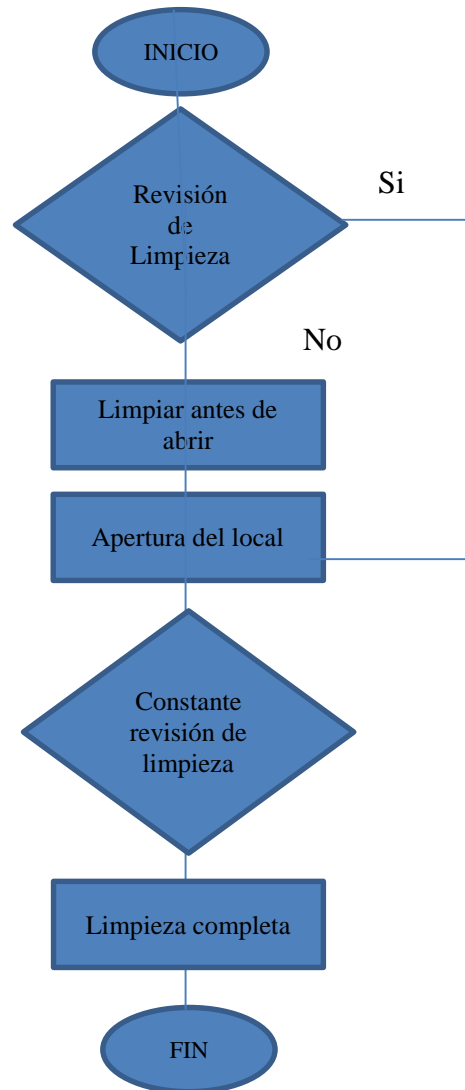 INICIO
Revisión
de
Limpieza
Si
No
Limpiar antes de
abrir
Apertura del local
Constante
revisión de
limpieza
Limpieza completa
FIN